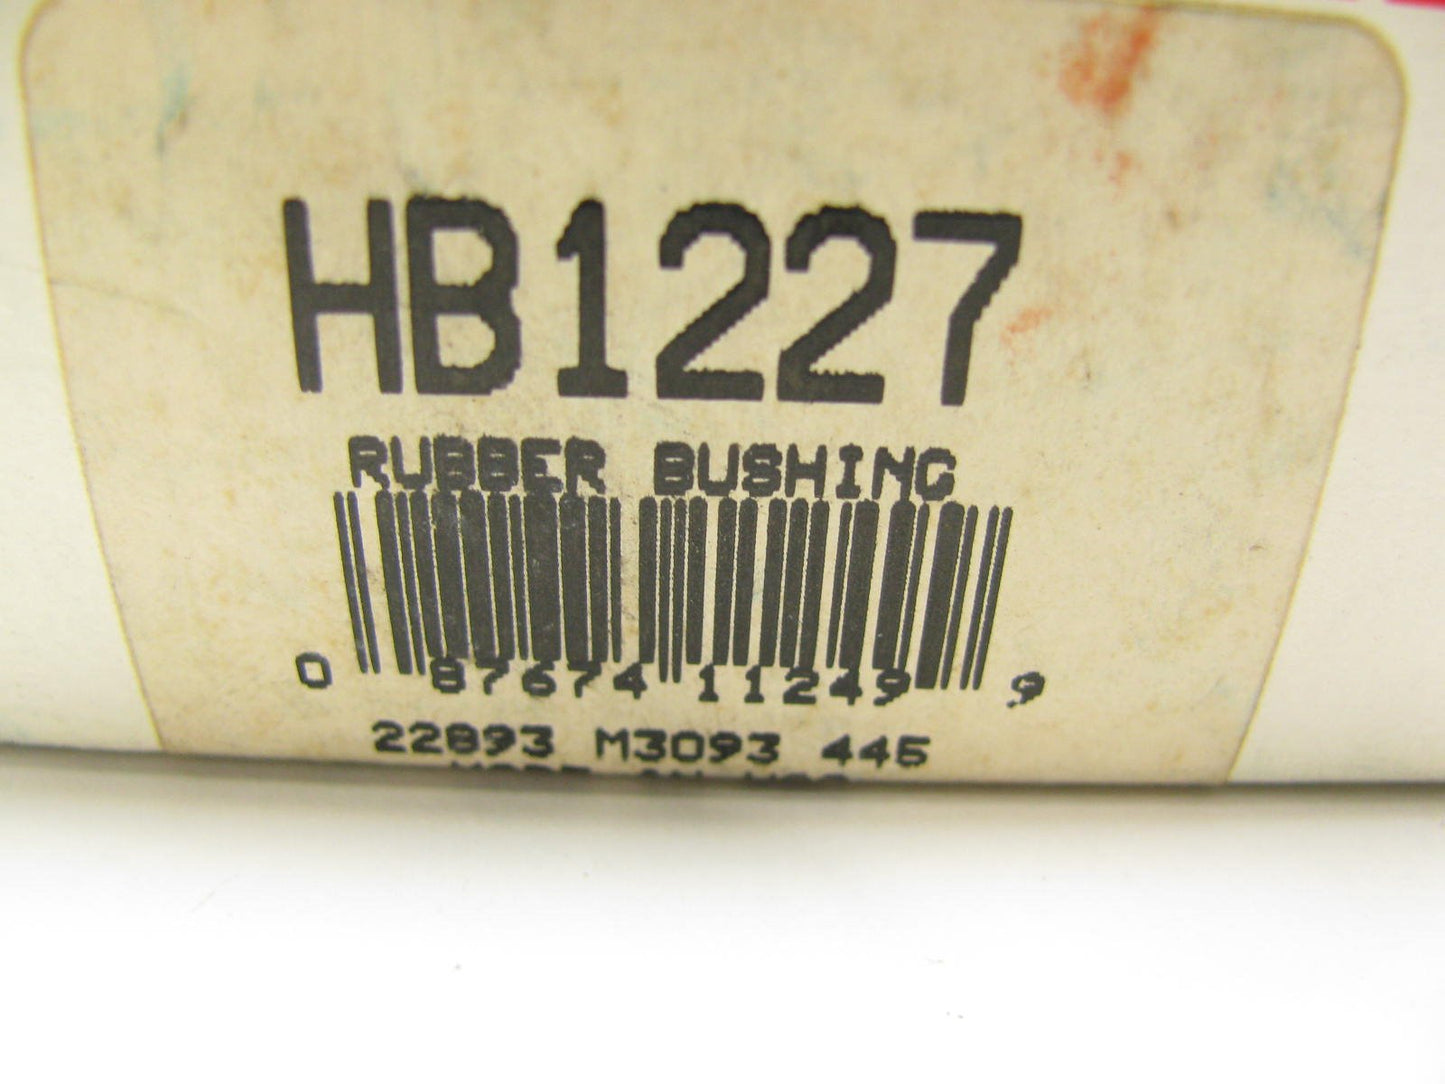 HB1227
RUBBER BUSHING
0 87674 11249 9
22893 M3093 445